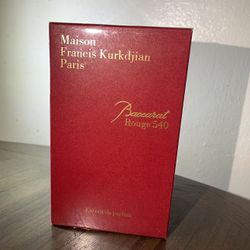 Maison
Francis Kurkdjian
Paris
Baccarat
Rouge 540
Extrait de parfum